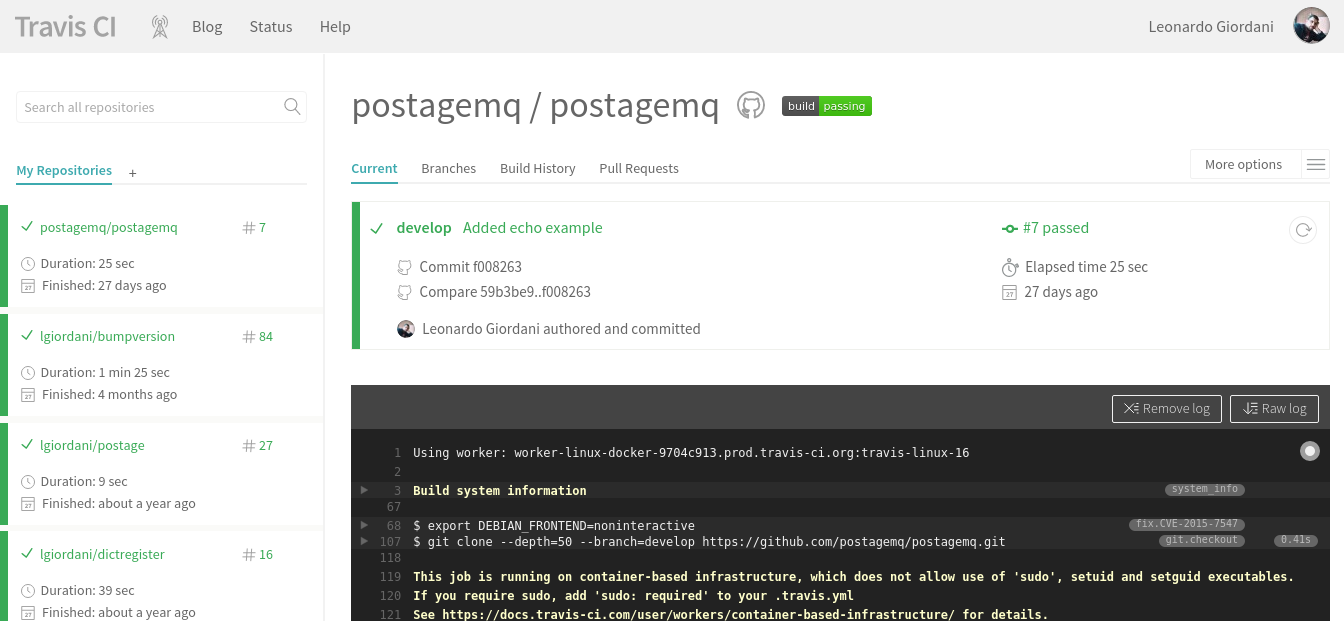 Travis CI Blog Status Help Leonardo Giordani
Search all repositories
My Repositories +
postagemq/postagemq # 7
Duration: 25 sec
27 Finished: 27 days ago
lgiordani/bumpversion # 84
Duration: 1 min 25 sec
27 Finished: 4 months ago
lgiordani/postage # 27
Duration: 9 sec
27 Finished: about a year ago
lgiordani/dictregister # 16
Duration: 39 sec
27 Finished: about a year ago
postagemq / postagemq build passing
Current Branches Build History Pull Requests More options
develop Added echo example #7 passed
Commit f008263 Elapsed time 25 sec
Compare 59b3be9..f008263 27 27 days ago
Leonardo Giordani authored and committed
Remove log Raw log
1 Using worker: worker-linux-docker-9704c913.prod.travis-ci.org:travis-linux-16
2
3 Build system information system_info
67
68 $ export DEBIAN_FRONTEND=noninteractive fix.CVE-2015-7547
107 $ git clone --depth=50 --branch=develop https://github.com/postagemq/postagemq.git git.checkout 0.41s
118
119 This job is running on container-based infrastructure, which does not allow use of 'sudo', setuid and setguid executables.
120 If you require sudo, add 'sudo: required' to your .travis.yml
121 See https://docs.travis-ci.com/user/workers/container-based-infrastructure/ for details.